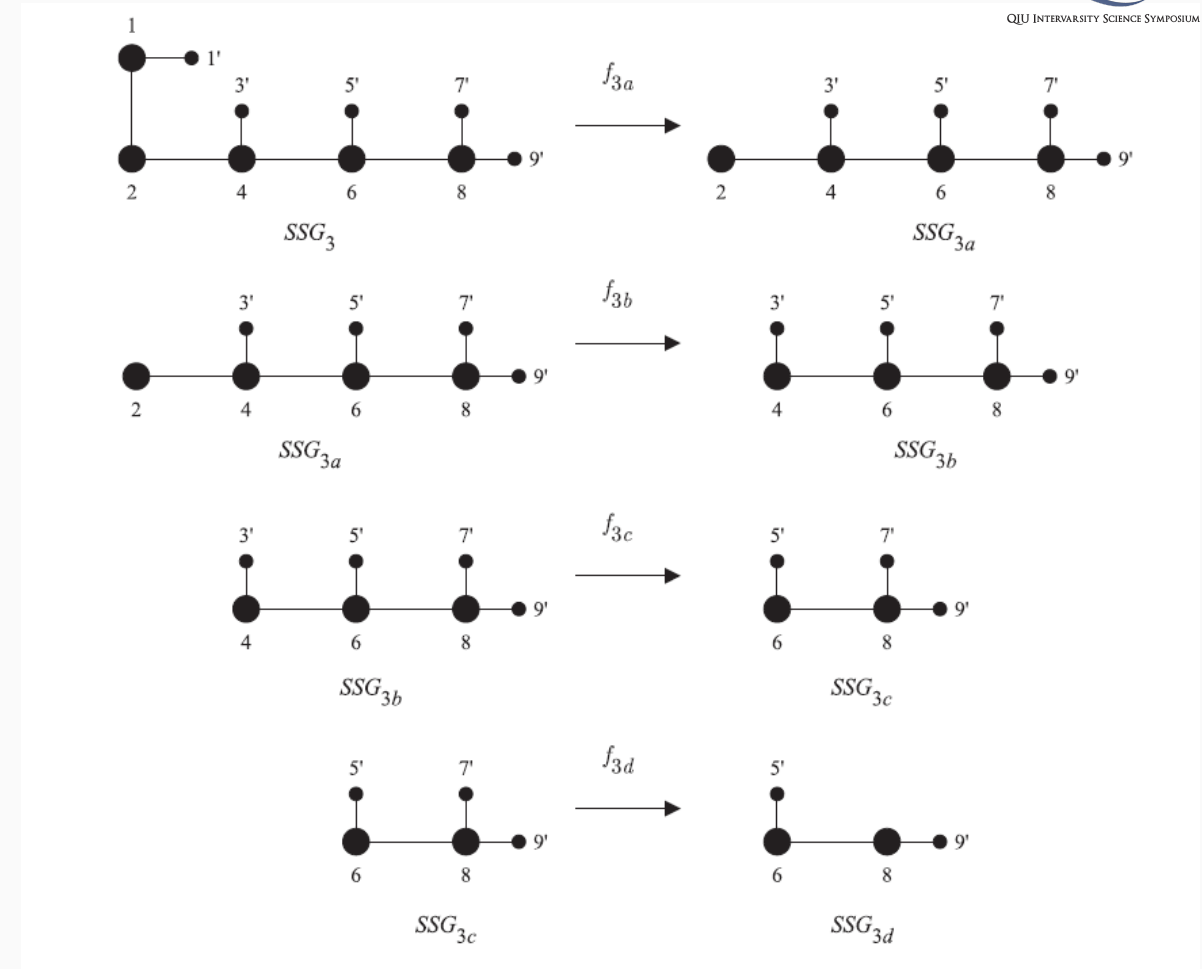 QIU INTERVARSITY SCIENCE SYMPOSIUM
1
1'
3' 5' 7' f3a 3' 5' 7'
9' 9'
2 4 6 8 2 4 6 8
SSG3 SSG3a
3' 5' 7' f3b 3' 5' 7'
9' 9'
2 4 6 8 4 6 8
SSG3a SSG3b
3' 5' 7' f3c 5' 7'
9' 9'
4 6 8 6 8
SSG3b SSG3c
5' 7' f3d 5'
9' 9'
6 8 6 8
SSG3c SSG3d